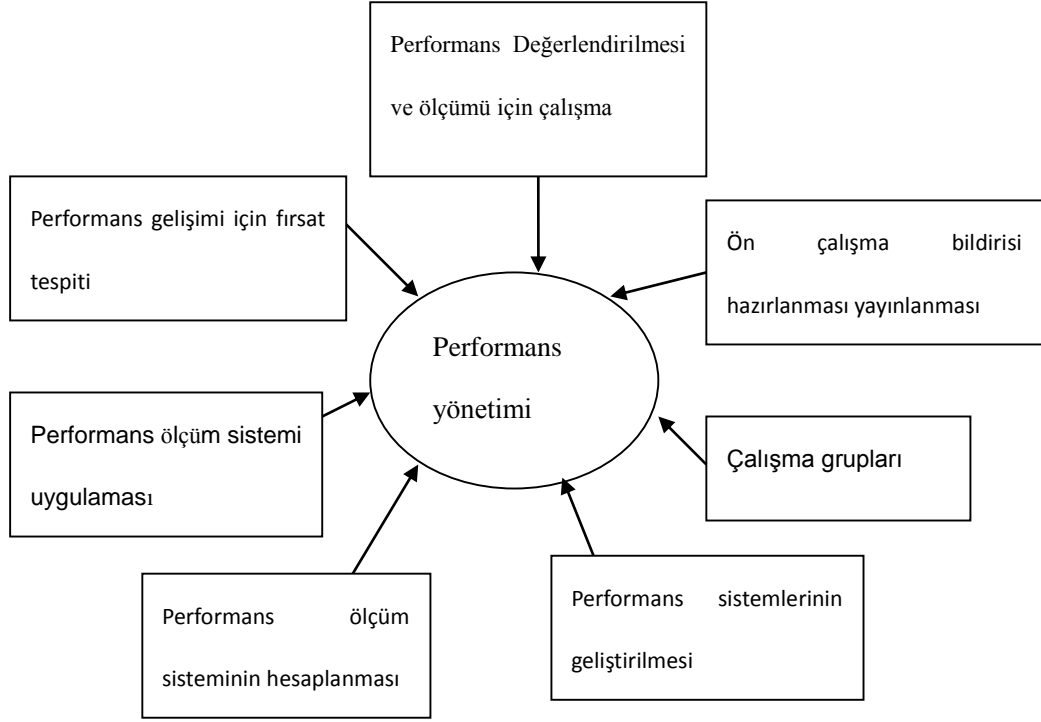 Performans Değerlendirilmesi
ve ölçümü için çalışma
Performans gelişimi için fırsat
tespiti
Ön çalışma bildirisi
hazırlanması yayınlanması
Performans
yönetimi
Performans ölçüm sistemi
uygulaması
Çalışma grupları
Performans ölçüm
sisteminin hesaplanması
Performans sistemlerinin
geliştirilmesi